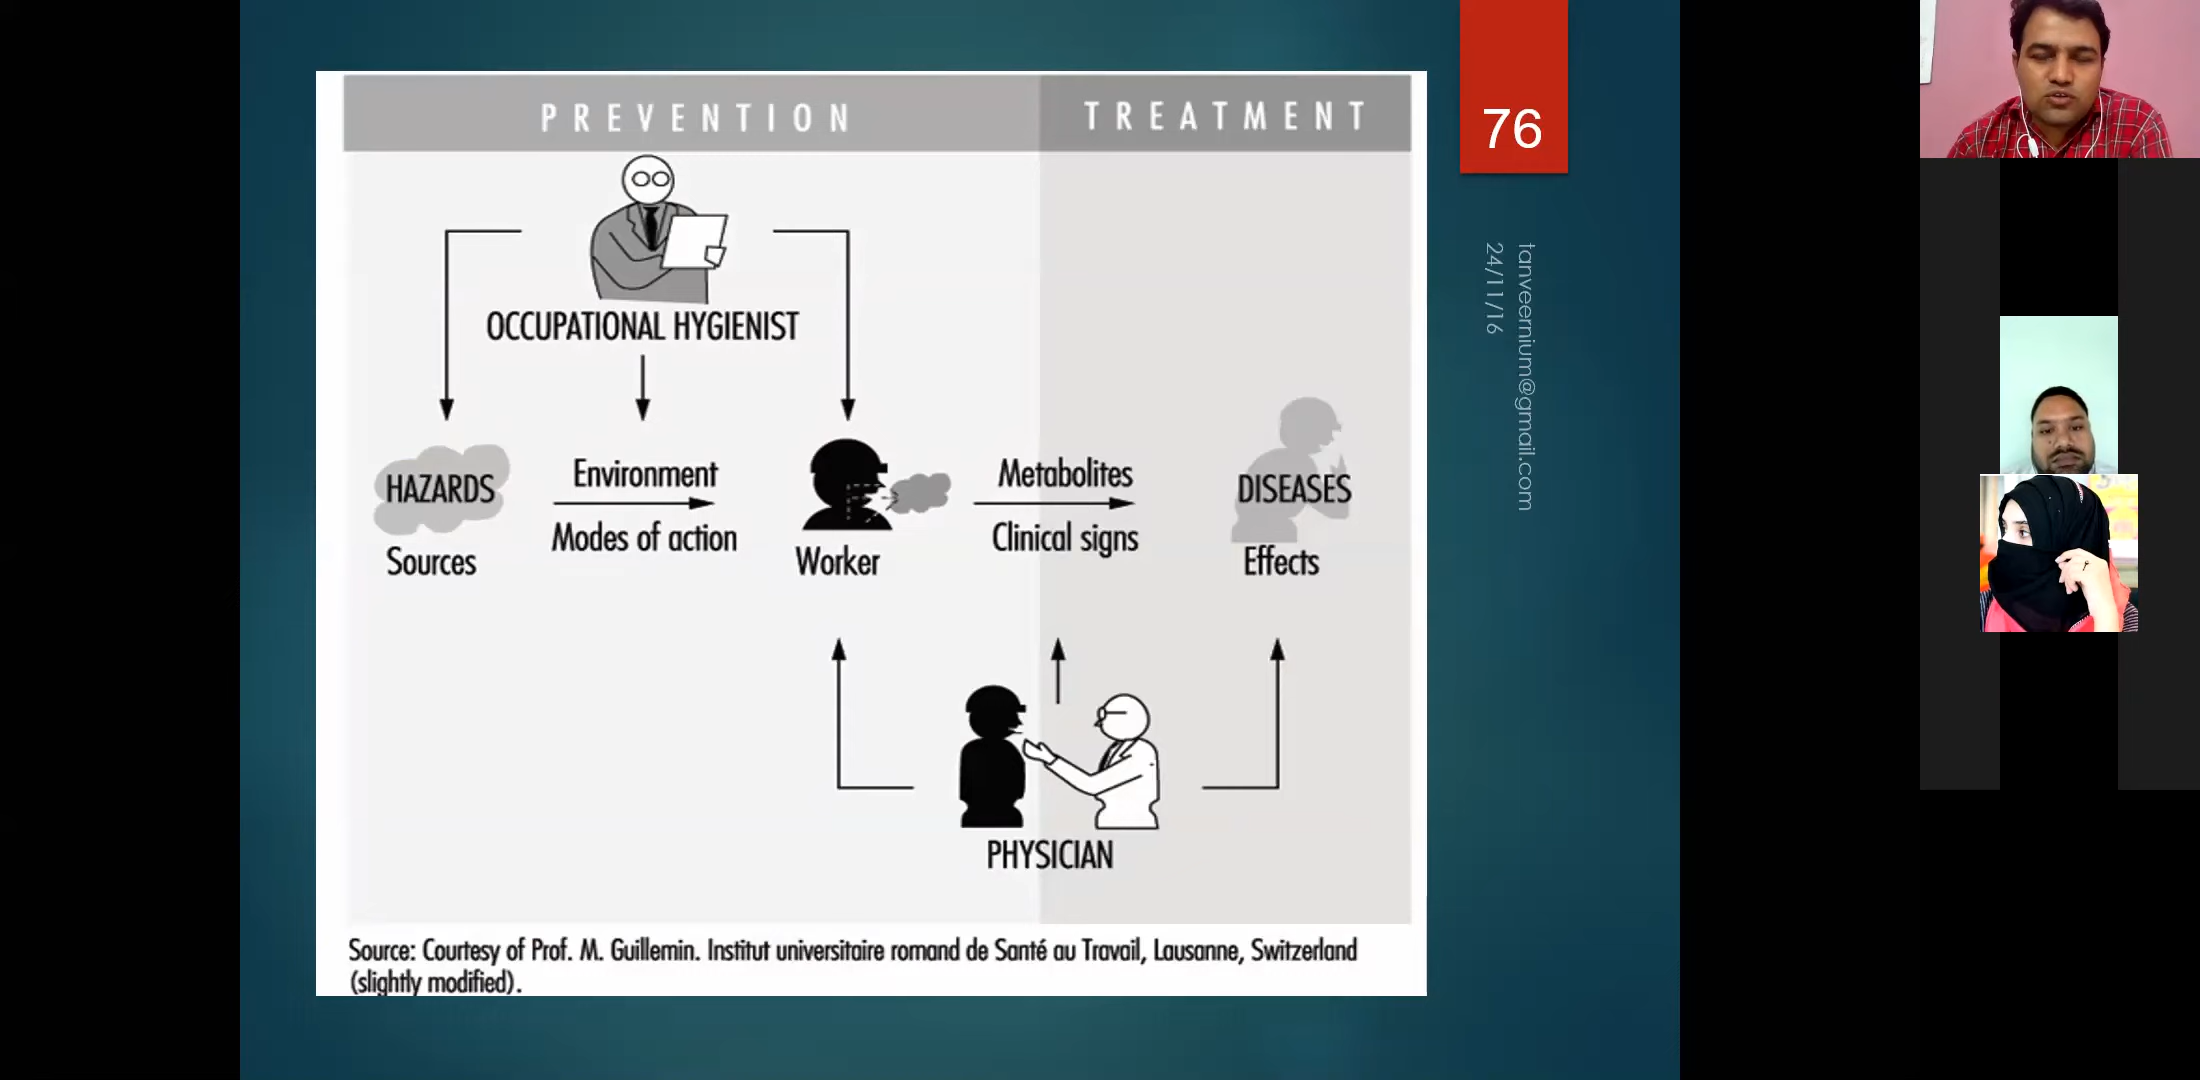 PREVENTION
TREATMENT
76
OCCUPATIONAL HYGIENIST
HAZARDS
Sources
Environment
Modes of action
Worker
Metabolites
Clinical signs
DISEASES
Effects
PHYSICIAN
Source: Courtesy of Prof. M. Guillemin. Institut universitaire romand de Santé au Travail, Lausanne, Switzerland
(slightly modified).
tanveernium@gmail.com
24/11/16